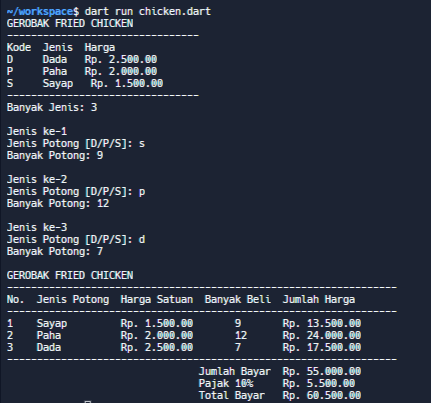 ~/workspace$ dart run chicken.dart
GEROBAK FRIED CHICKEN
--------------------------------
Kode  Jenis  Harga
D     Dada   Rp. 2.500.00
P     Paha   Rp. 2.000.00
S     Sayap   Rp. 1.500.00
--------------------------------
Banyak Jenis: 3

Jenis ke-1
Jenis Potong [D/P/S]: s
Banyak Potong: 9

Jenis ke-2
Jenis Potong [D/P/S]: p
Banyak Potong: 12

Jenis ke-3
Jenis Potong [D/P/S]: d
Banyak Potong: 7

GEROBAK FRIED CHICKEN
-----------------------------------------------------------------
No.  Jenis Potong  Harga Satuan  Banyak Beli  Jumlah Harga
-----------------------------------------------------------------
1    Sayap         Rp. 1.500.00       9       Rp. 13.500.00
2    Paha          Rp. 2.000.00       12      Rp. 24.000.00
3    Dada          Rp. 2.500.00       7       Rp. 17.500.00
-----------------------------------------------------------------
                                Jumlah Bayar  Rp. 55.000.00
                                Pajak 10%     Rp. 5.500.00
                                Total Bayar   Rp. 60.500.00